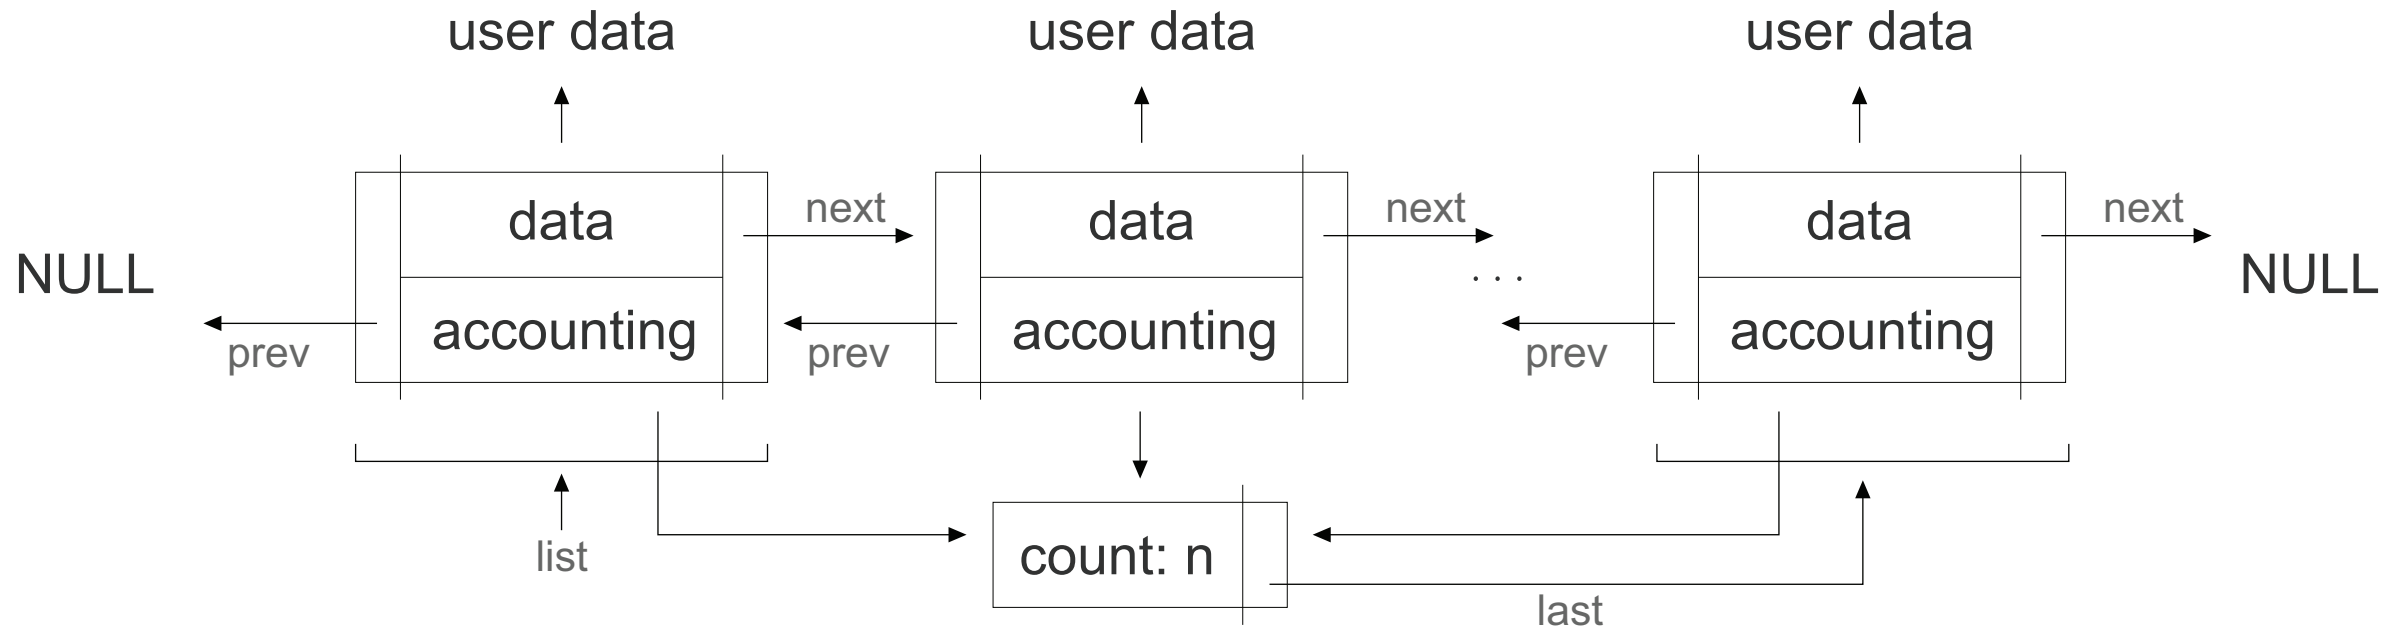 user data user data user data
data next data next data next
NULL . . . NULL
accounting accounting accounting
prev prev prev
list count: n
last